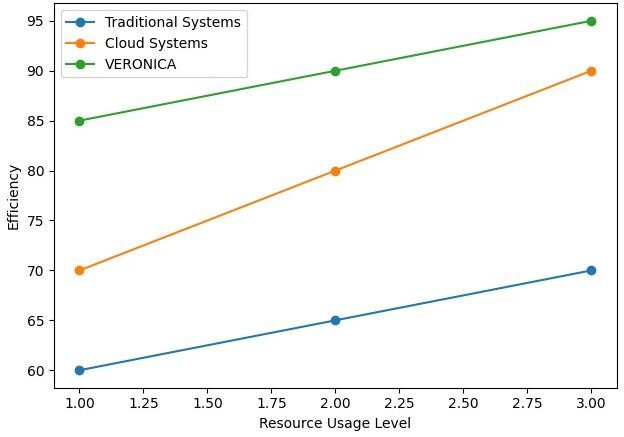 Traditional Systems
Cloud Systems
VERONICA
95
90
85
80
75
70
65
60
Efficiency
1.00 1.25 1.50 1.75 2.00 2.25 2.50 2.75 3.00
Resource Usage Level